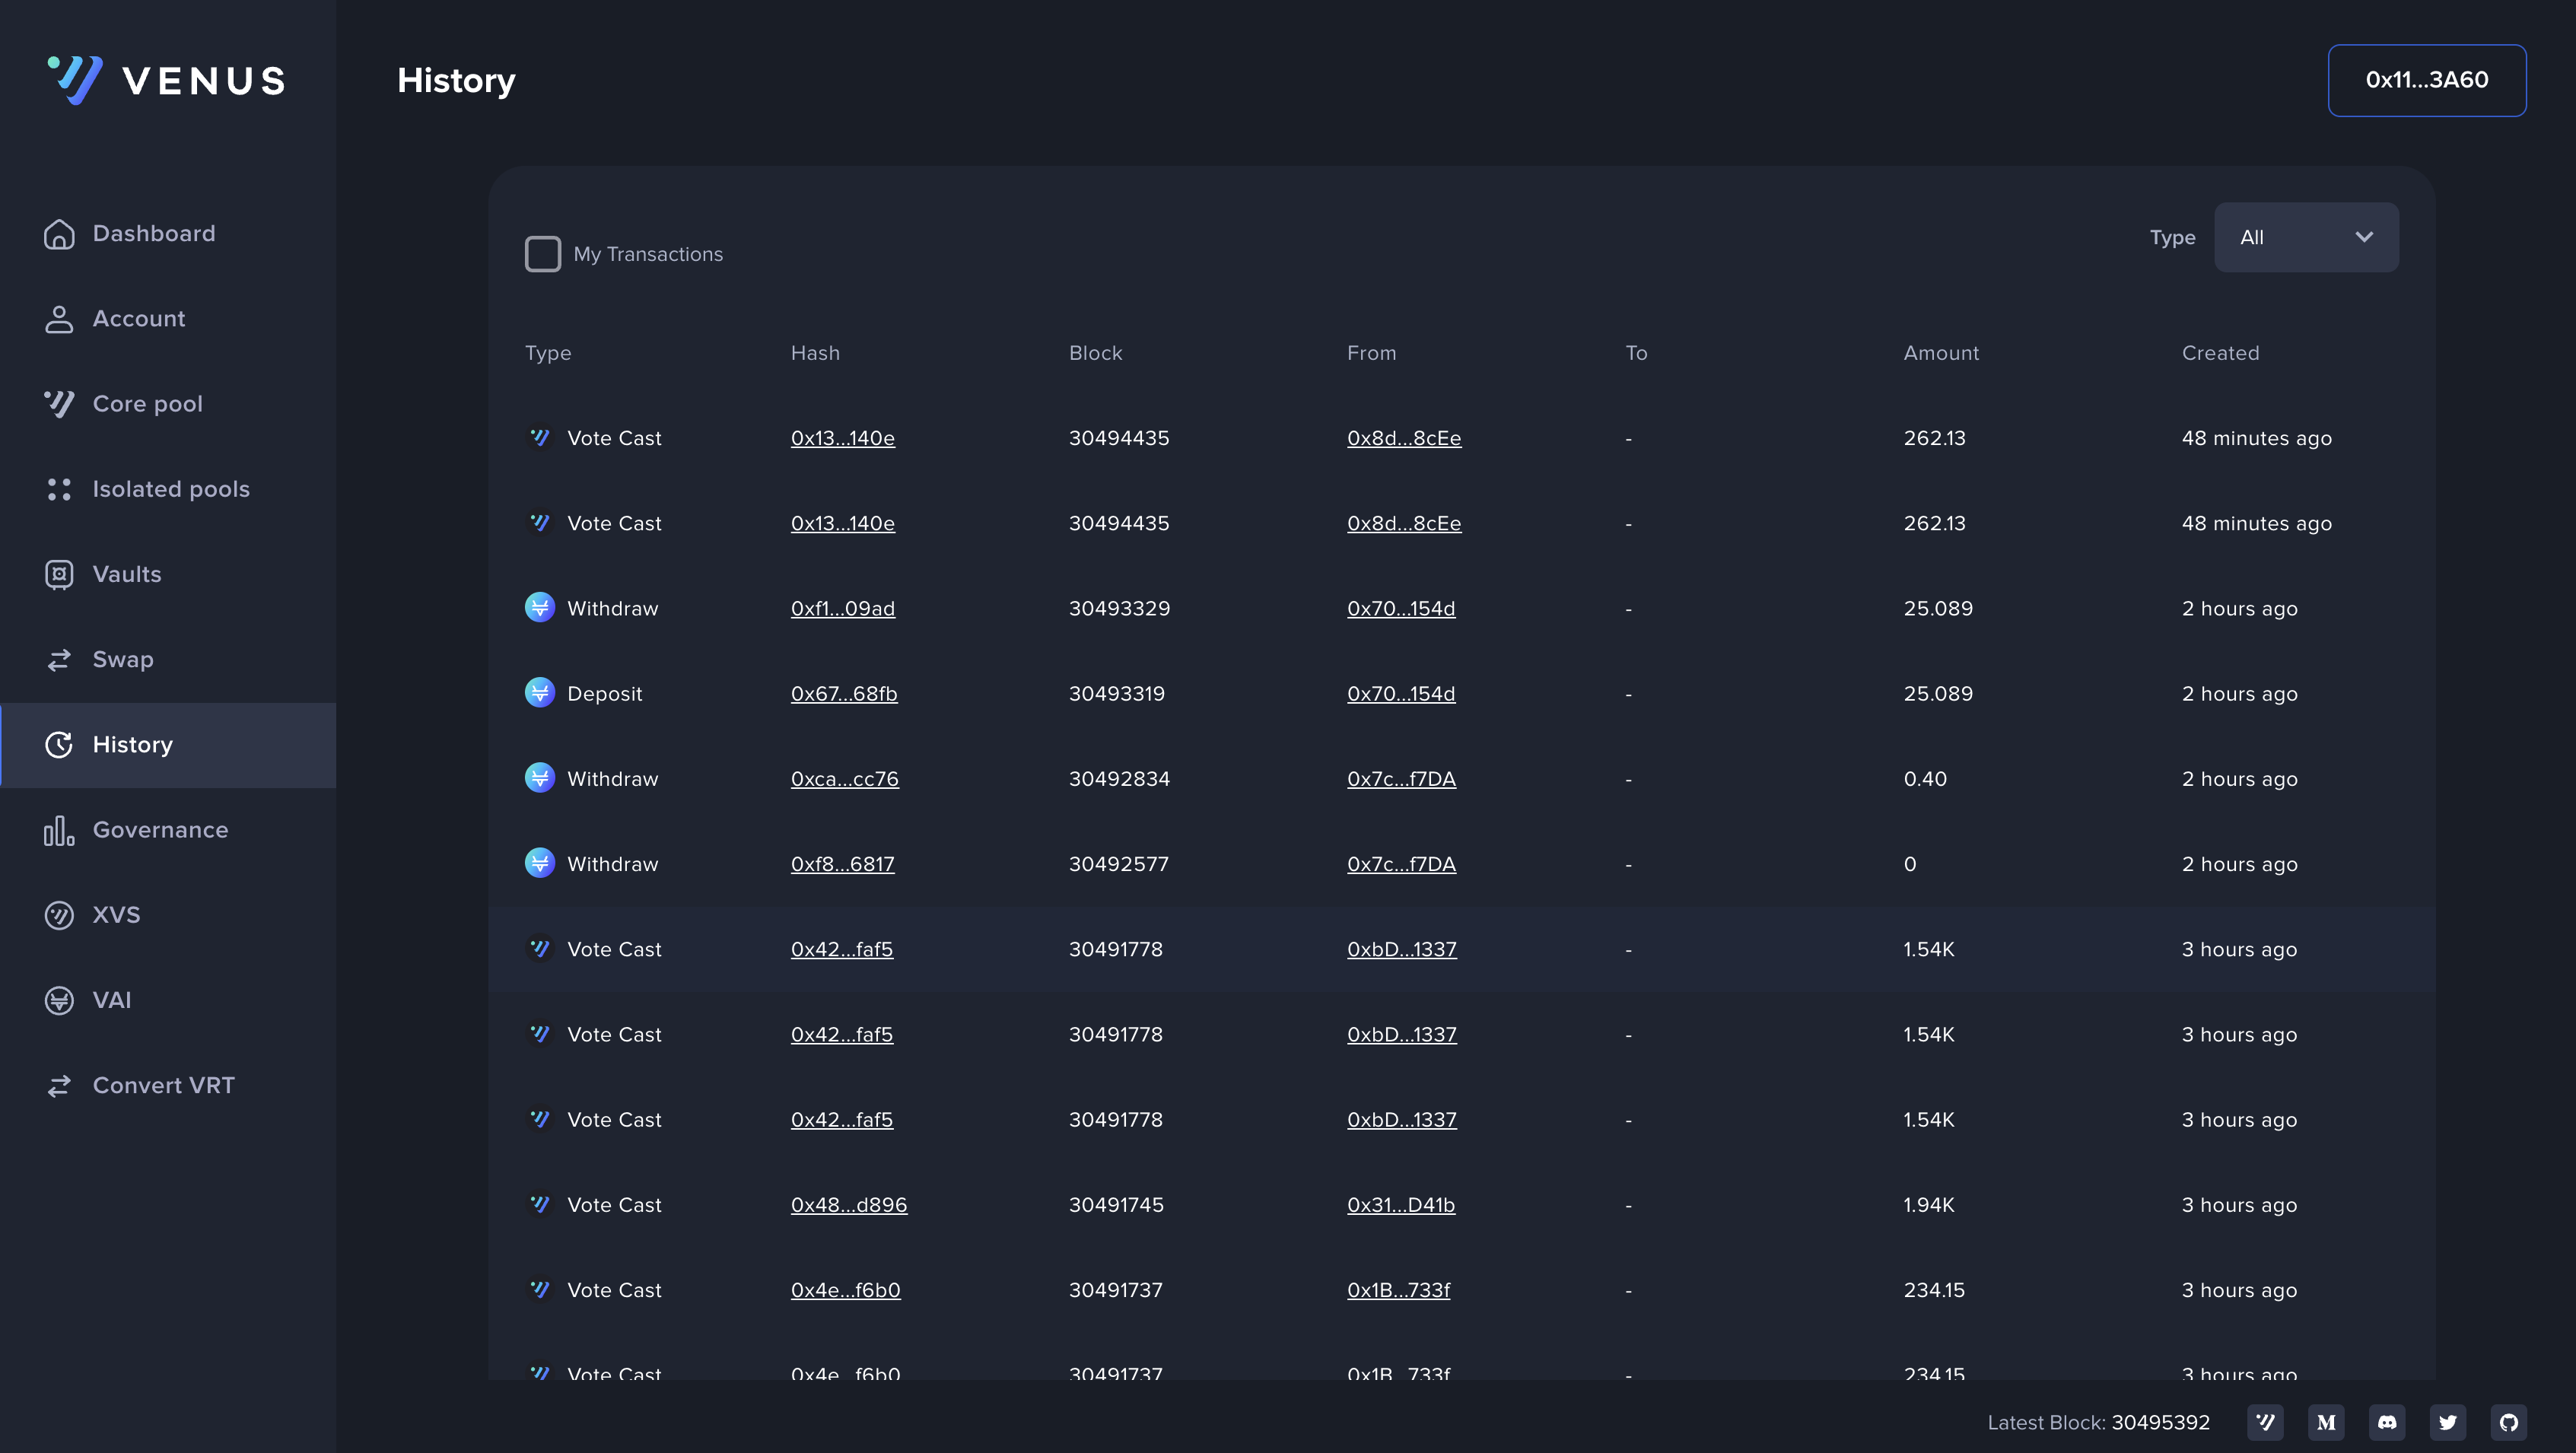 VENUS
History
0x11...3A60
Dashboard
Account
Core pool
Isolated pools
Vaults
Swap
History
Governance
XVS
VAI
Convert VRT
My Transactions
Type All
Type Hash Block From To Amount Created
Vote Cast 0x13...140e 30494435 0x8d...8cEe - 262.13 48 minutes ago
Vote Cast 0x13...140e 30494435 0x8d...8cEe - 262.13 48 minutes ago
Withdraw 0xf1...09ad 30493329 0x70...154d - 25.089 2 hours ago
Deposit 0x67...68fb 30493319 0x70...154d - 25.089 2 hours ago
Withdraw 0xca...cc76 30492834 0x7c...f7DA - 0.40 2 hours ago
Withdraw 0xf8...6817 30492577 0x7c...f7DA - 0 2 hours ago
Vote Cast 0x42...faf5 30491778 0xbD...1337 - 1.54K 3 hours ago
Vote Cast 0x42...faf5 30491778 0xbD...1337 - 1.54K 3 hours ago
Vote Cast 0x42...faf5 30491778 0xbD...1337 - 1.54K 3 hours ago
Vote Cast 0x48...d896 30491745 0x31...D41b - 1.94K 3 hours ago
Vote Cast 0x4e...f6b0 30491737 0x1B...733f - 234.15 3 hours ago
Vote Cast 0x4e...f6b0 30491737 0x1B...733f - 234.15 3 hours ago
Latest Block: 30495392